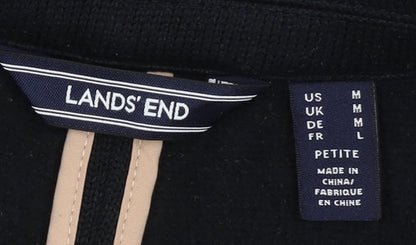 LANDS' END
US M
UK M
DE M
FR L
PETITE
MADE IN
CHINA/
FABRIQUE
EN CHINE